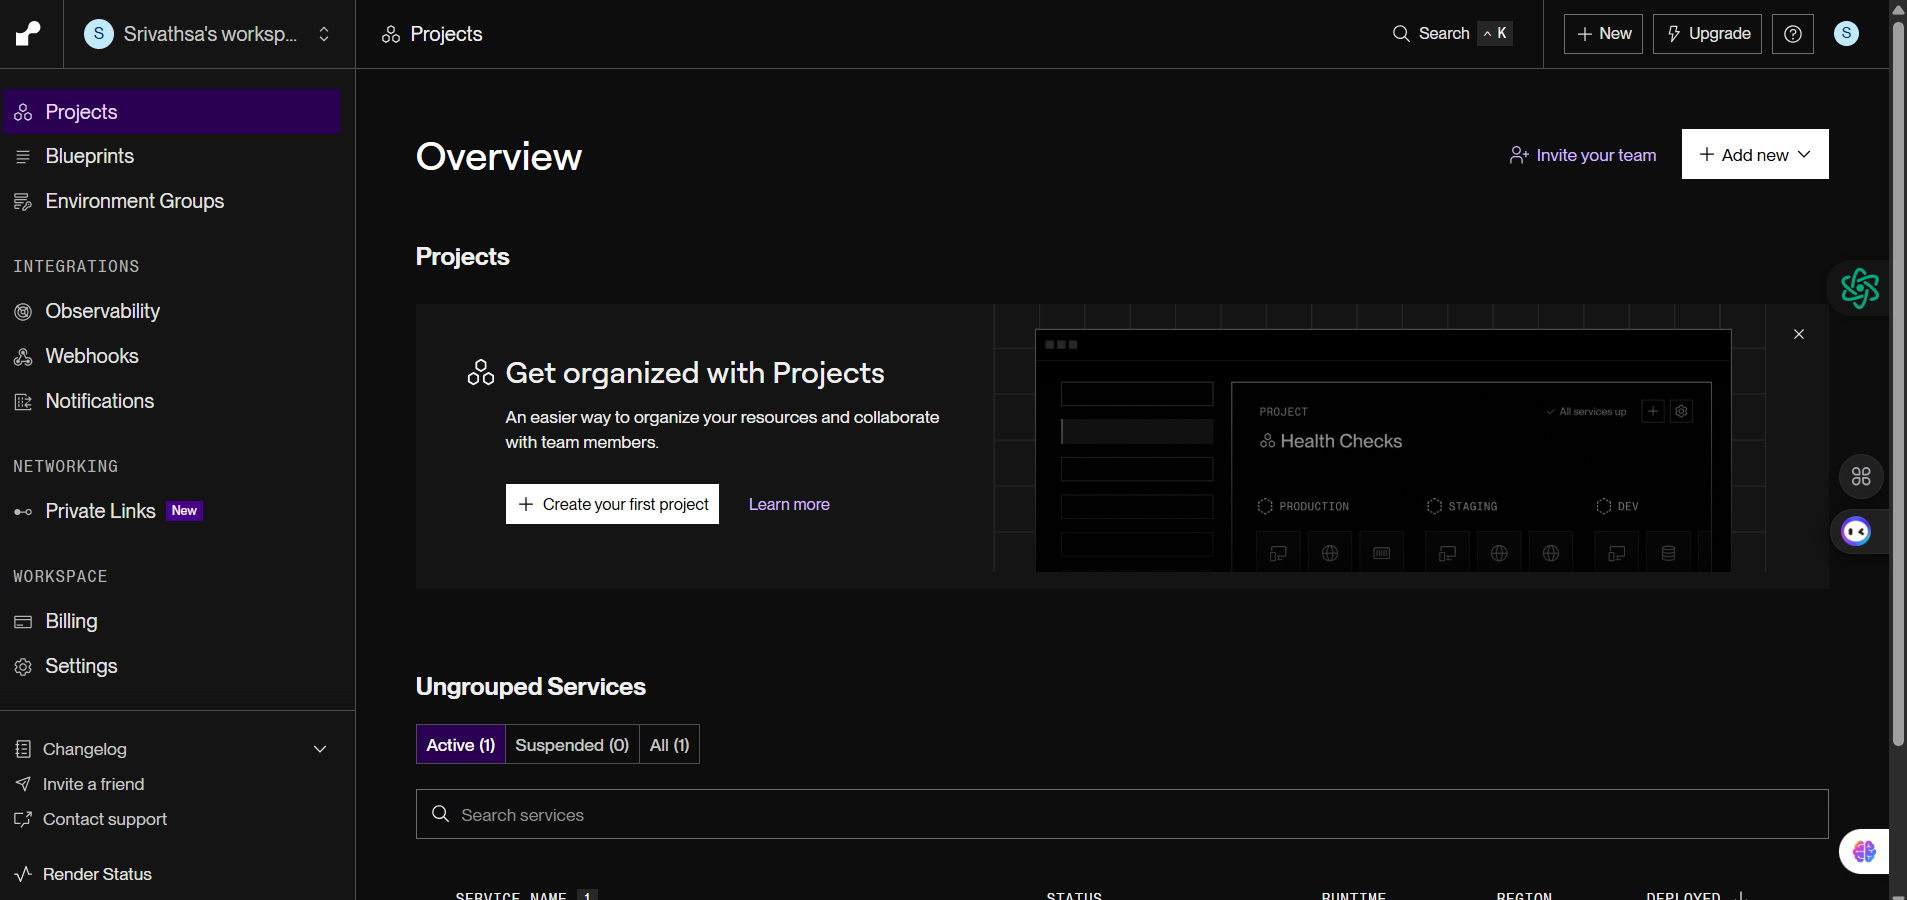 S Srivathsa's worksp...
Projects
Search ^ K
+ New
Upgrade
S
Projects
Blueprints
Environment Groups
INTEGRATIONS
Observability
Webhooks
Notifications
NETWORKING
Private Links New
WORKSPACE
Billing
Settings
Changelog
Invite a friend
Contact support
Render Status
Overview
Invite your team
+ Add new
Projects
Get organized with Projects
An easier way to organize your resources and collaborate
with team members.
+ Create your first project
Learn more
PROJECT
All services up
Health Checks
PRODUCTION
STAGING
DEV
Ungrouped Services
Active (1)
Suspended (0)
All (1)
Search services
SERVICE NAME 1
STATUS
RUNTIME
REGION
DEPLOYED ↓